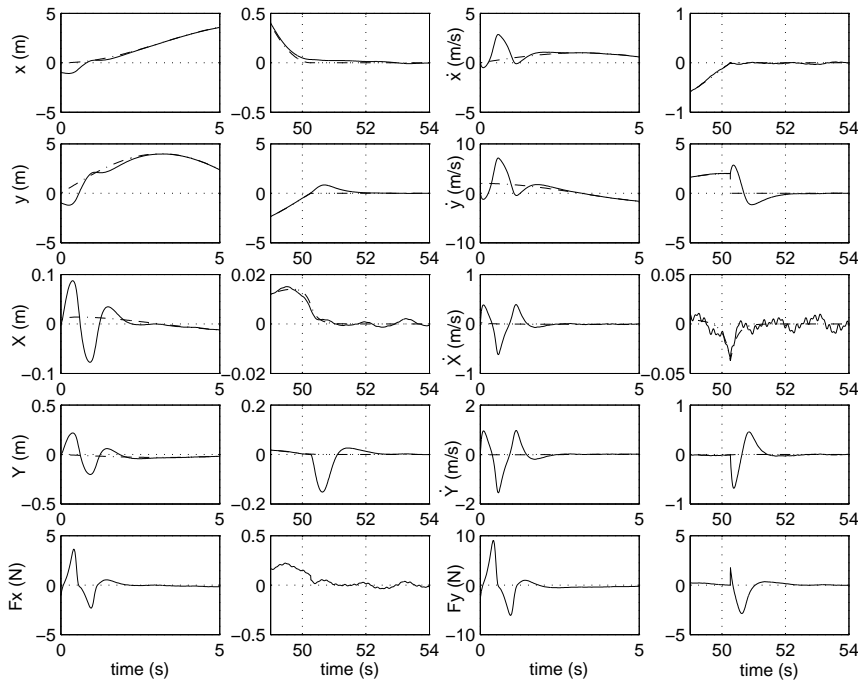 5 0.5 5 1
x (m) 0 0 ẋ (m/s) 0 0
−5 −0.5 −5 −1
0 5 50 52 54 0 5 50 52 54
5 5 10 5
y (m) 0 0 ẏ (m/s) 0 0
−5 −5 −10 −5
0 5 50 52 54 0 5 50 52 54
0.1 0.02 1 0.05
X (m) 0 0 Ẋ (m/s) 0 0
−0.1 −0.02 −1 −0.05
0 5 50 52 54 0 5 50 52 54
0.5 0.2 2 1
Y (m) 0 0 Ẏ (m/s) 0 0
−0.5 −0.2 −2 −1
0 5 50 52 54 0 5 50 52 54
5 0.5 10 5
Fx (N) 0 0 Fy (N) 0 0
−5 −0.5 −10 −5
0 5 50 52 54 0 5 50 52 54
time (s) time (s) time (s) time (s)